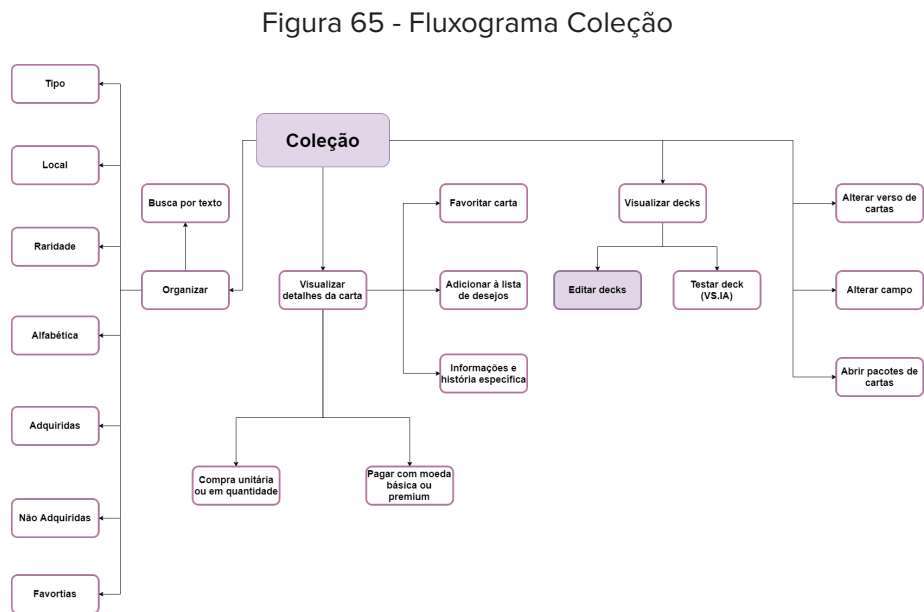 Figura 65 - Fluxograma Coleção
Tipo
Local
Raridade
Alfabética
Adquiridas
Não Adquiridas
Favortias
Busca por texto
Organizar
Coleção
Visualizar
detalhes da carta
Compra unitária
ou em quantidade
Pagar com moeda
básica ou
premium
Favoritar carta
Adicionar à lista
de desejos
Informações e
história específica
Visualizar decks
Editar decks
Testar deck
(VS.IA)
Alterar verso de
cartas
Alterar campo
Abrir pacotes de
cartas